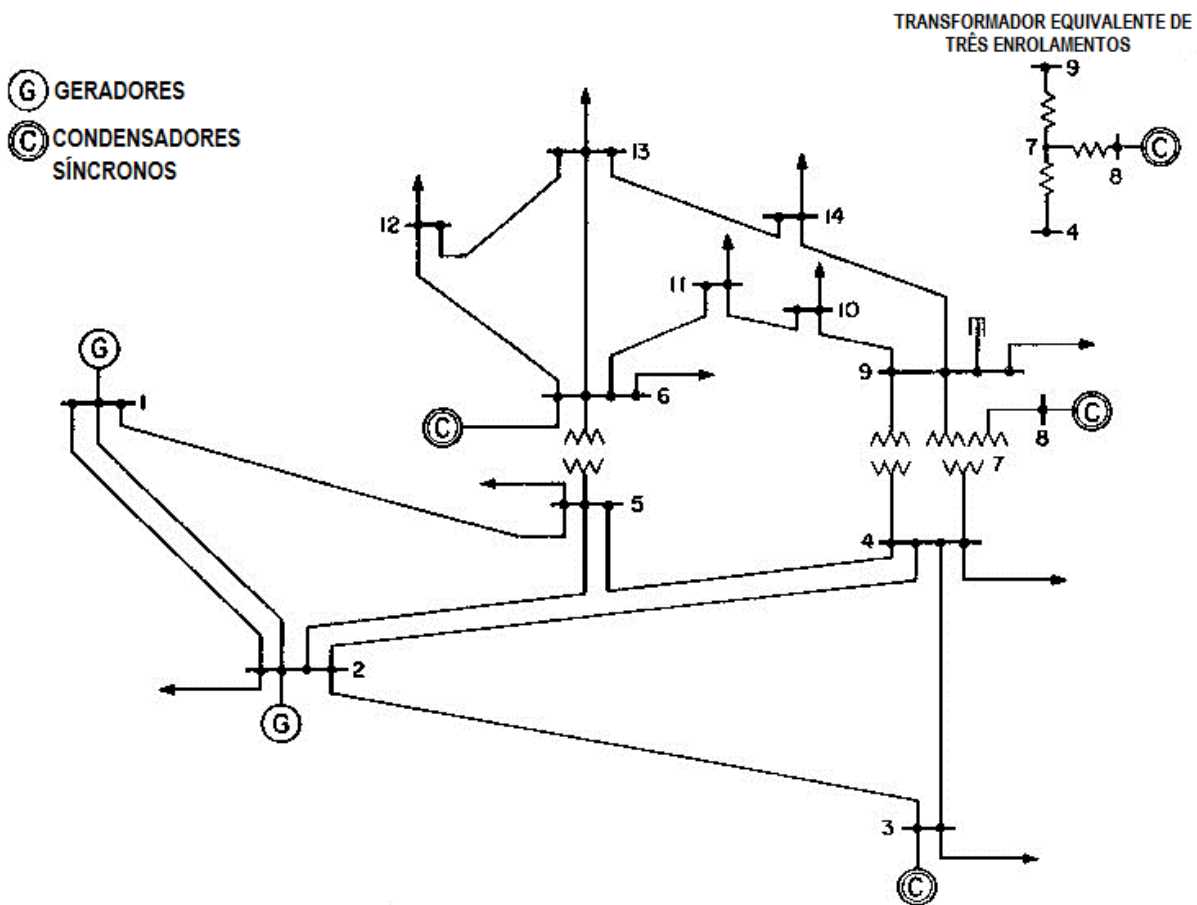 TRANSFORMADOR EQUIVALENTE DE
TRÊS ENROLAMENTOS
9
7
C
8
4
G GERADORES
C CONDENSADORES
SÍNCRONOS
13
12
14
11
10
9
G
1
6
C
8
C
7
5
4
2
G
3
C